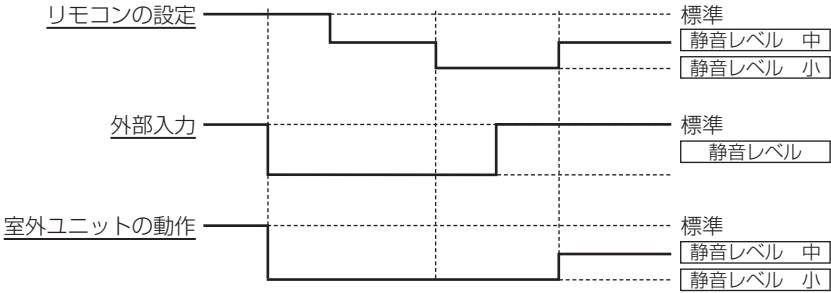 リモコンの設定
標準
静音レベル 中
静音レベル 小
外部入力
標準
静音レベル
室外ユニットの動作
標準
静音レベル 中
静音レベル 小